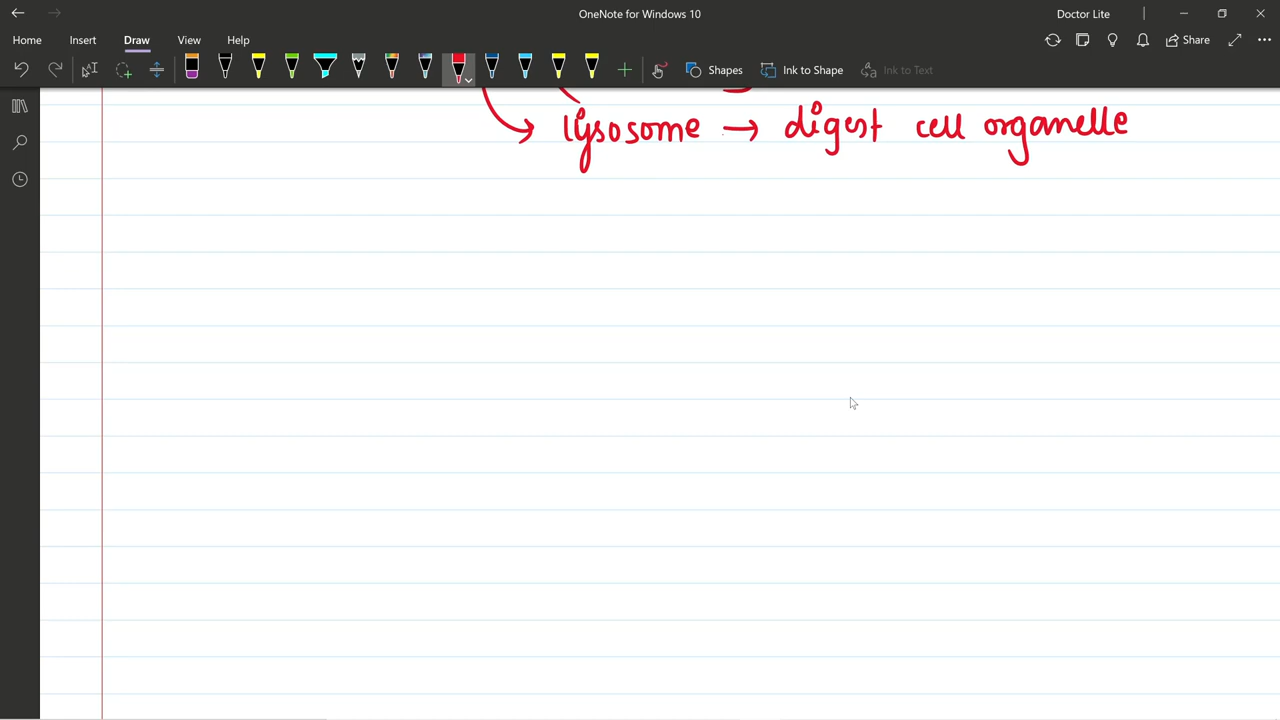 OneNote for Windows 10
Doctor Lite
Home Insert Draw View Help
Share
Shapes Ink to Shape Ink to Text
lysosome → digest cell organelle